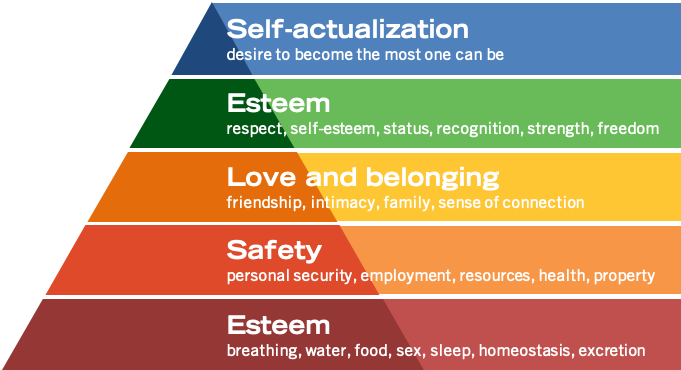 Self-actualization
desire to become the most one can be
Esteem
respect, self-esteem, status, recognition, strength, freedom
Love and belonging
friendship, intimacy, family, sense of connection
Safety
personal security, employment, resources, health, property
Esteem
breathing, water, food, sex, sleep, homeostasis, excretion